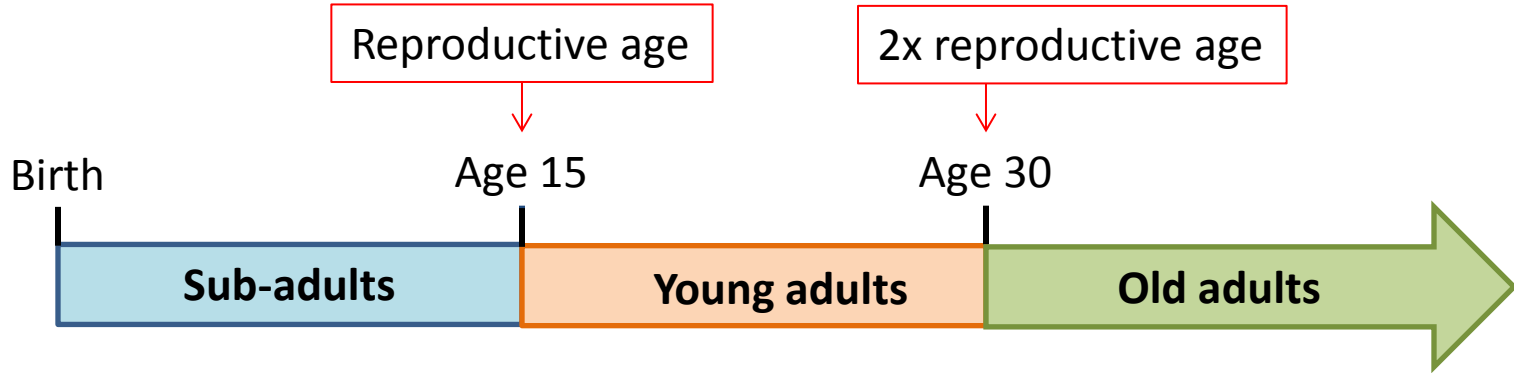 Reproductive age
2x reproductive age
Birth
Age 15
Age 30
Sub-adults
Young adults
Old adults